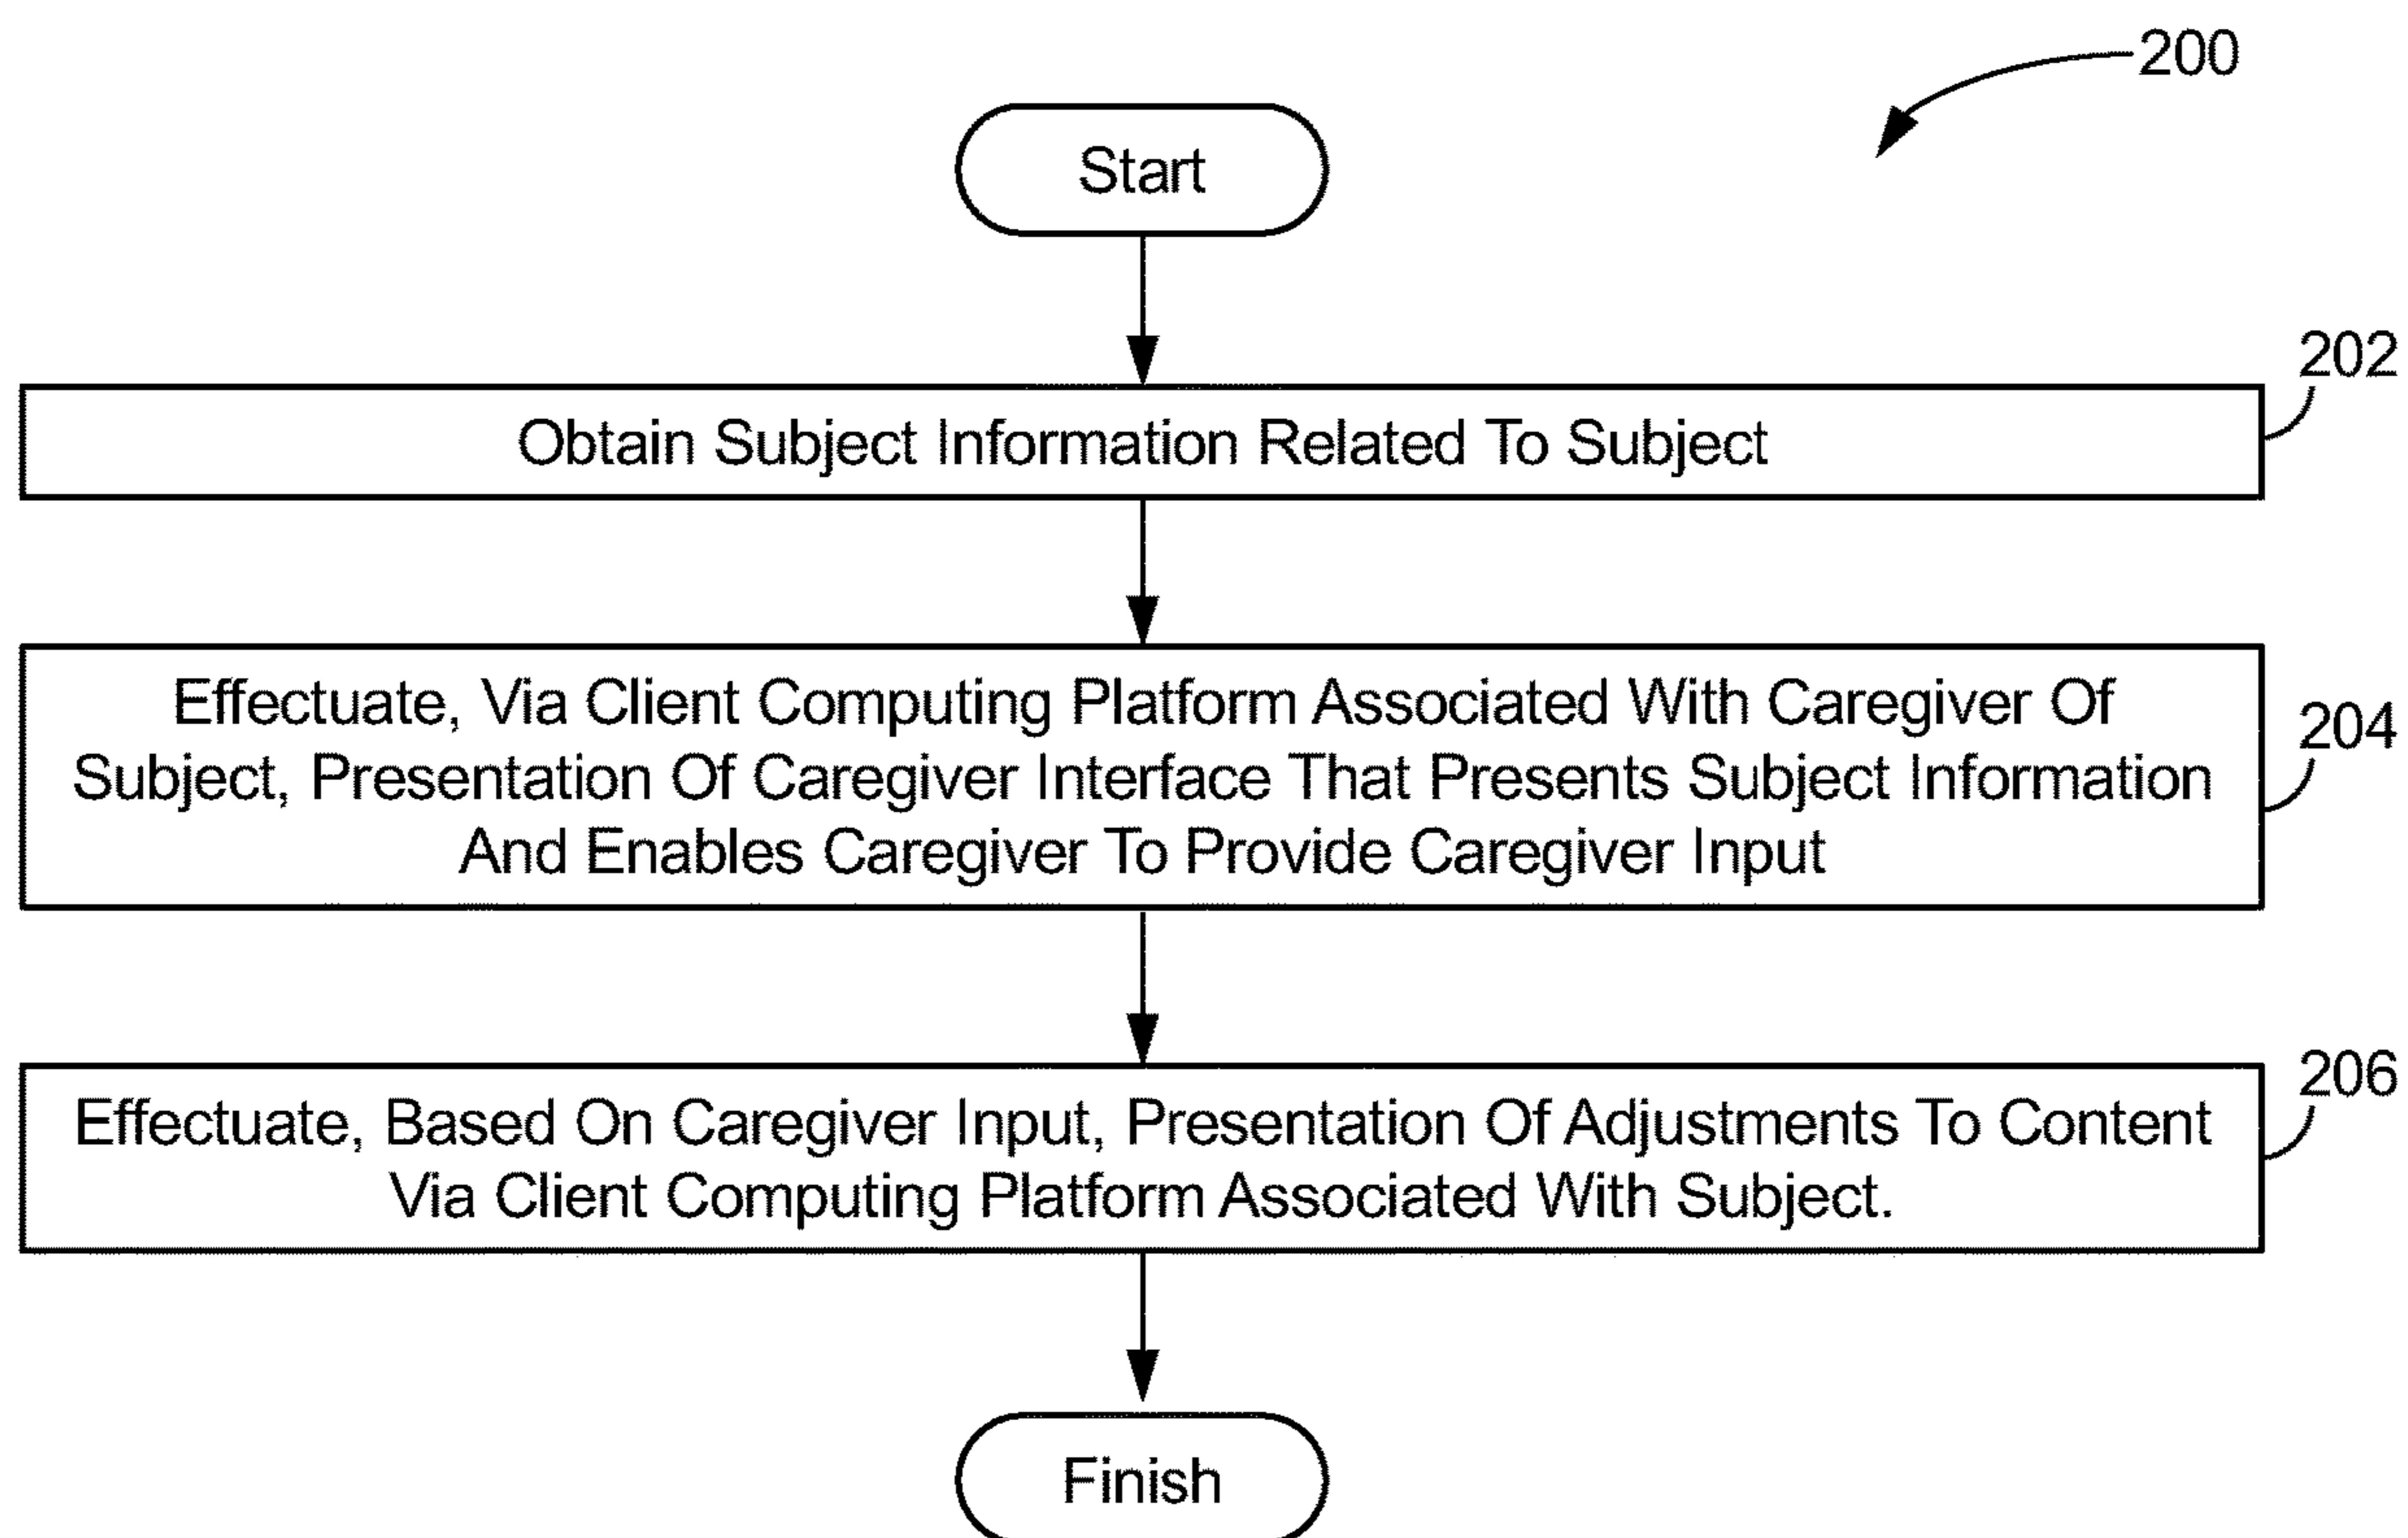 200
Start
202
Obtain Subject Information Related To Subject
Effectuate, Via Client Computing Platform Associated With Caregiver Of
204
Subject, Presentation Of Caregiver Interface That Presents Subject Information
And Enables Caregiver To Provide Caregiver Input
206
Effectuate, Based On Caregiver Input, Presentation Of Adjustments To Content
Via Client Computing Platform Associated With Subject.
Finish